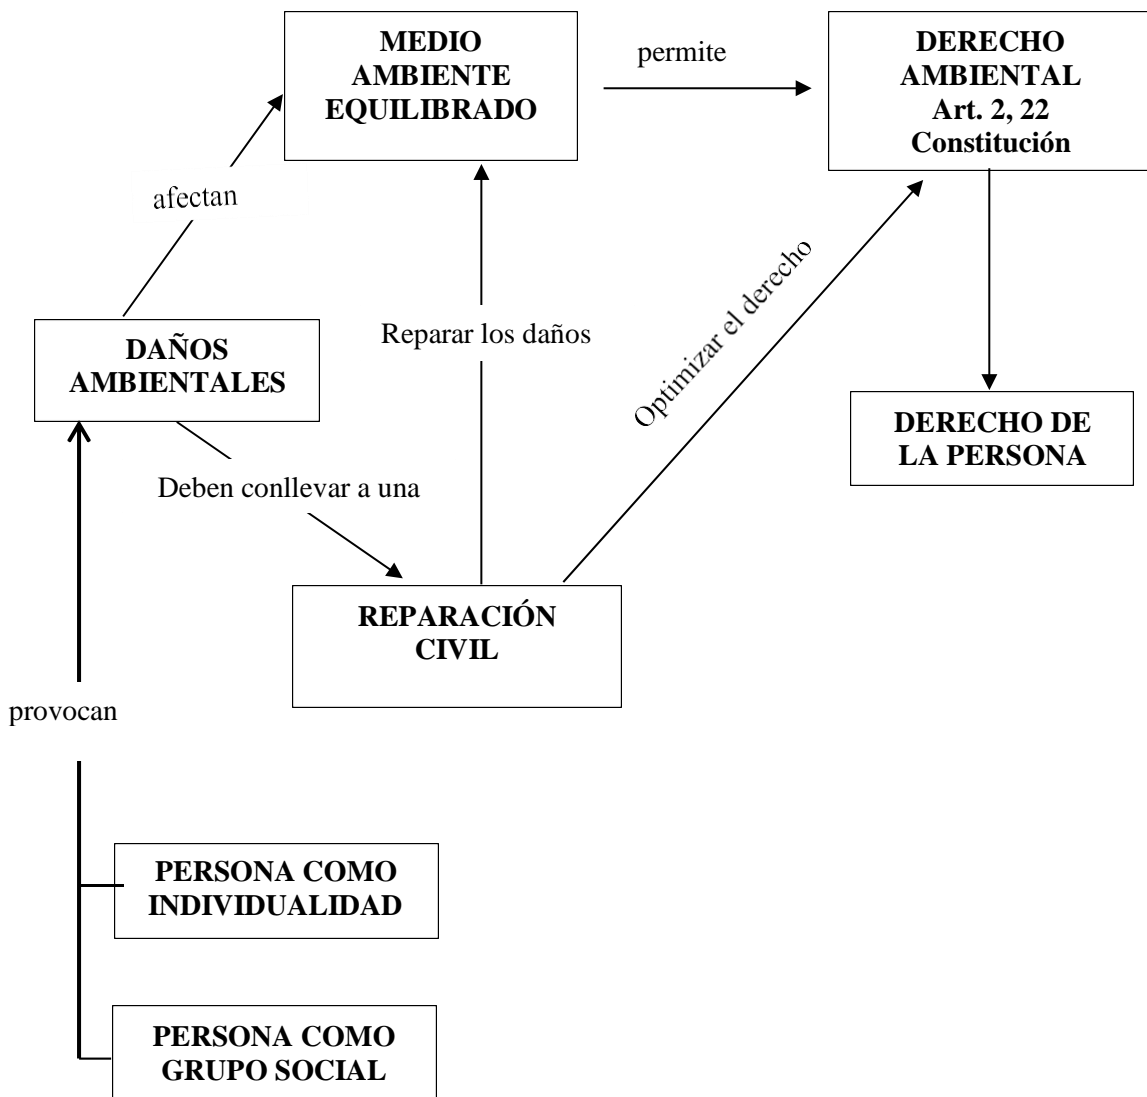 MEDIO
AMBIENTE
EQUILIBRADO
permite
DERECHO
AMBIENTAL
Art. 2, 22
Constitución
afectan
Reparar los daños
Optimizar el derecho
DAÑOS
AMBIENTALES
DERECHO DE
LA PERSONA
Deben conllevar a una
REPARACIÓN
CIVIL
provocan
PERSONA COMO
INDIVIDUALIDAD
PERSONA COMO
GRUPO SOCIAL